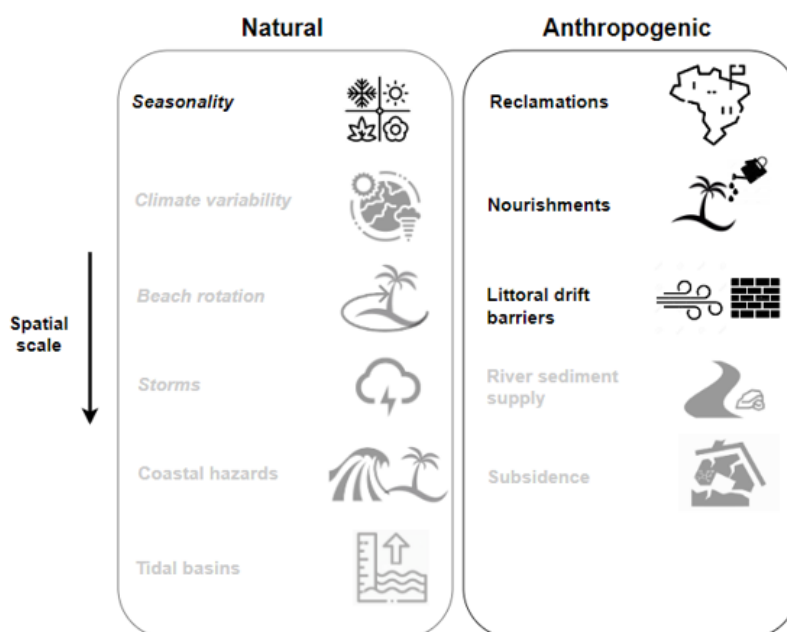 Natural
Anthropogenic
Seasonality
Reclamations
Climate variability
Nourishments
Spatial
scale
Beach rotation
Littoral drift
barriers
Storms
River sediment
supply
Coastal hazards
Subsidence
Tidal basins